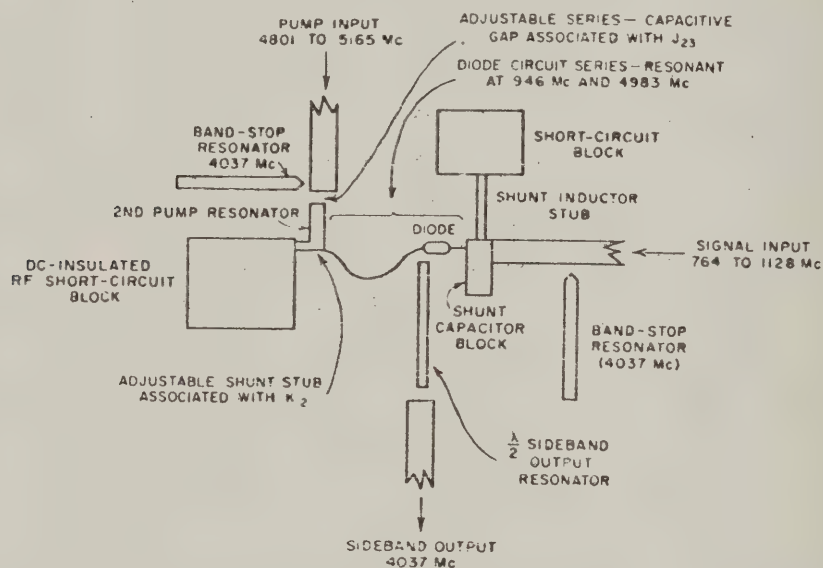 PUMP INPUT
4801 TO 5165 Mc
ADJUSTABLE SERIES-CAPACITIVE
GAP ASSOCIATED WITH J23
DIODE CIRCUIT SERIES-RESONANT
AT 946 Mc AND 4983 Mc
BAND-STOP
RESONATOR
4037 Mc
SHORT-CIRCUIT
BLOCK
2ND PUMP RESONATOR
SHUNT INDUCTOR
STUB
DIODE
DC-INSULATED
RF SHORT-CIRCUIT
BLOCK
SIGNAL INPUT
764 TO 1128 Mc
SHUNT
CAPACITOR
BLOCK
BAND-STOP
RESONATOR
(4037 Mc)
ADJUSTABLE SHUNT STUB
ASSOCIATED WITH K2
λ/2 SIDEBAND
OUTPUT
RESONATOR
SIDEBAND OUTPUT
4037 Mc